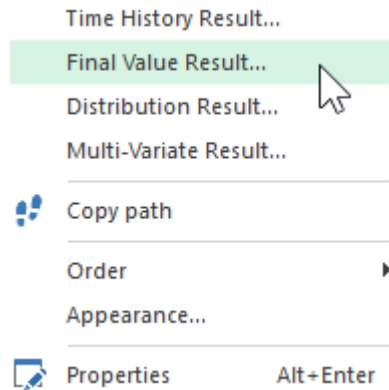 Time History Result...
Final Value Result...
Distribution Result...
Multi-Variate Result...
Copy path
Order
Appearance...
Properties Alt+Enter